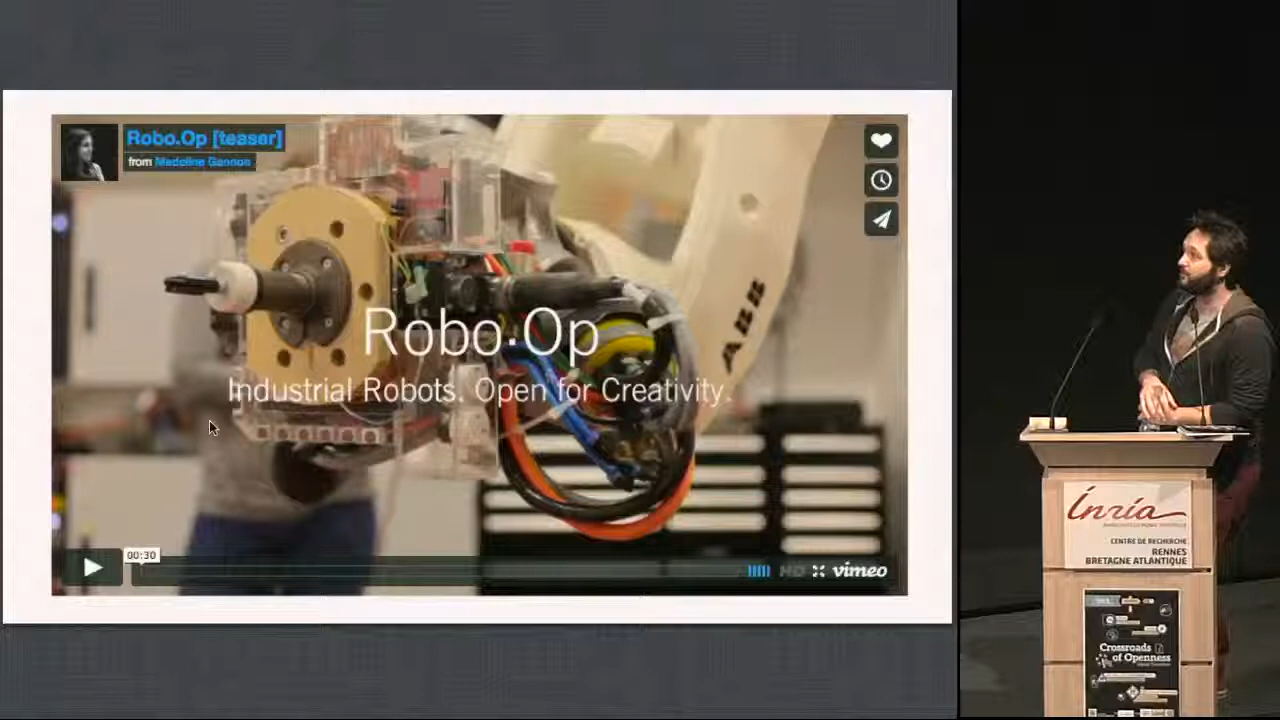 Robo.Op [teaser]
from Madeline Gannon
ABB
Robo.Op
Industrial Robots. Open for Creativity.
00:30
HD vimeo
Inria
CENTRE DE RECHERCHE
RENNES
BRETAGNE ATLANTIQUE
Crossroads
of Openness